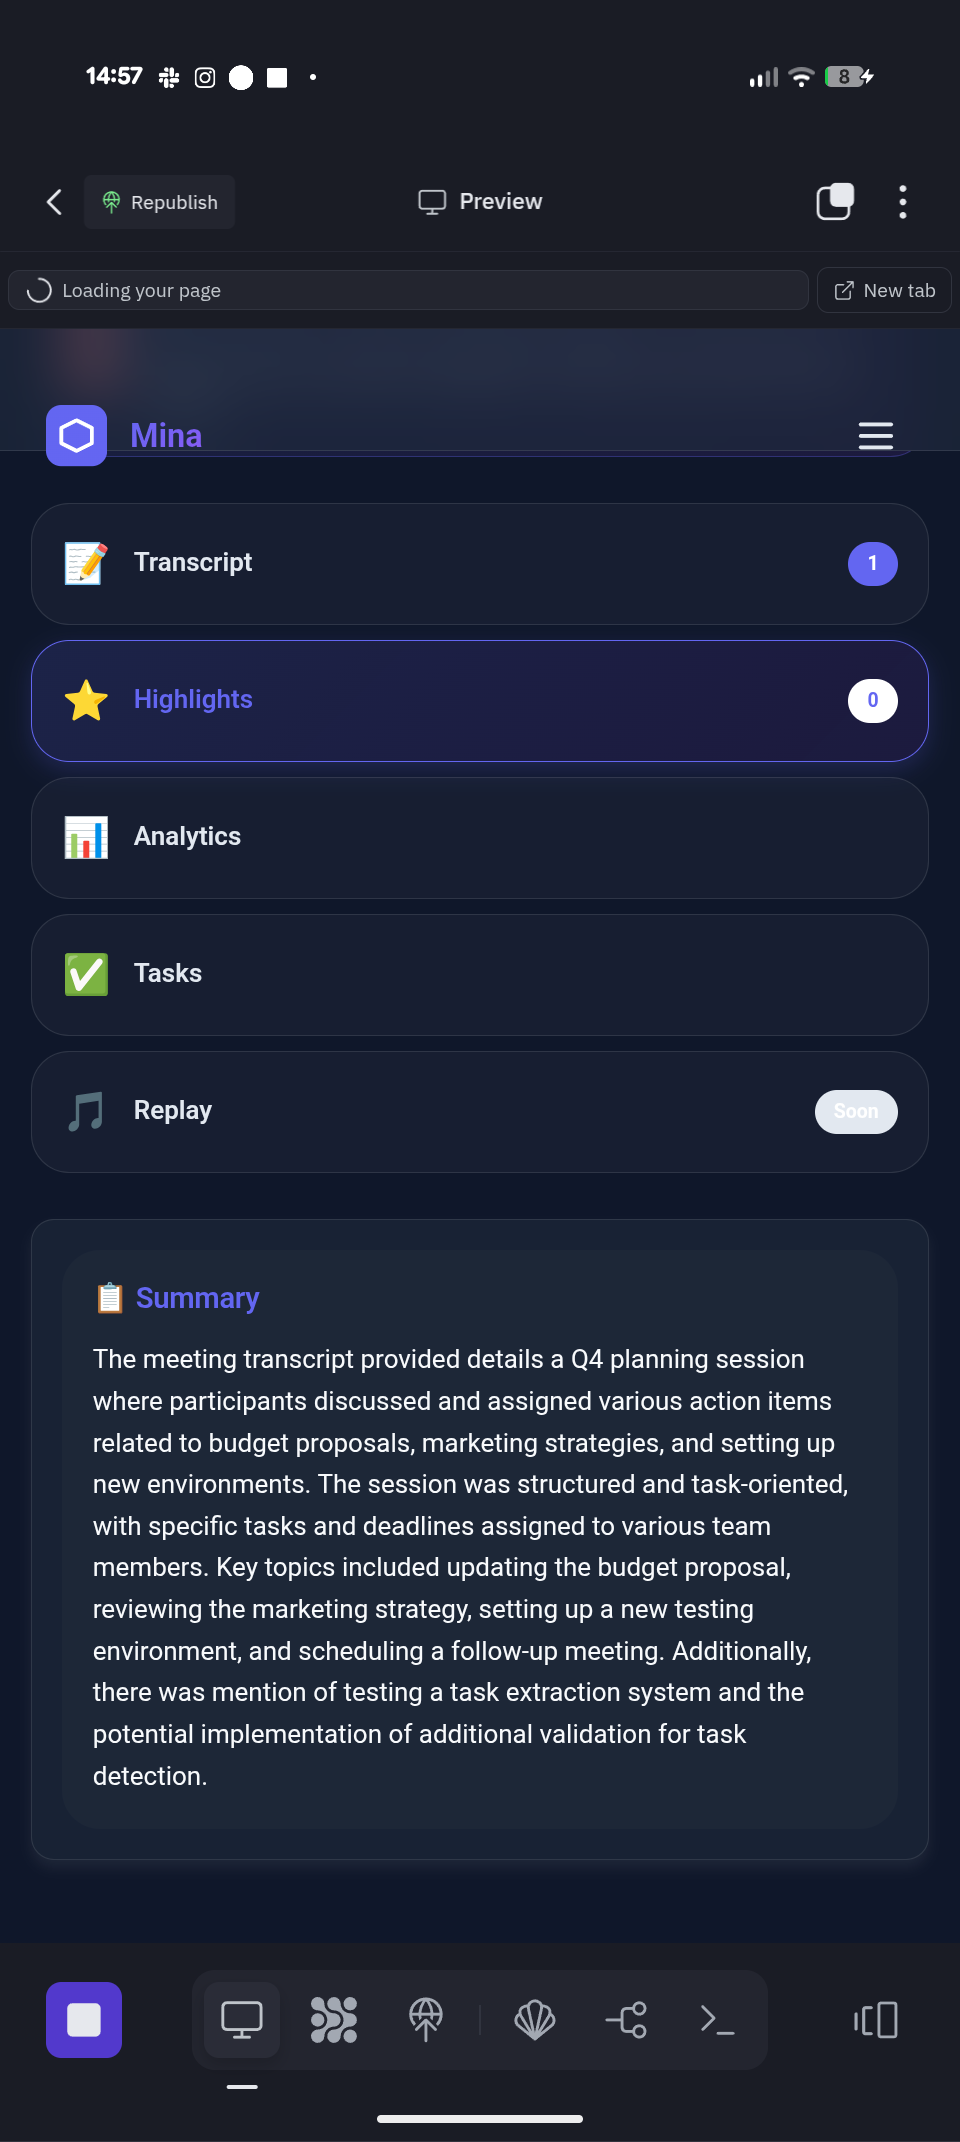 14:57
8
Republish
Preview
Loading your page
New tab
Mina
Transcript
1
Highlights
0
Analytics
Tasks
Replay
Soon
Summary
The meeting transcript provided details a Q4 planning session
where participants discussed and assigned various action items
related to budget proposals, marketing strategies, and setting up
new environments. The session was structured and task-oriented,
with specific tasks and deadlines assigned to various team
members. Key topics included updating the budget proposal,
reviewing the marketing strategy, setting up a new testing
environment, and scheduling a follow-up meeting. Additionally,
there was mention of testing a task extraction system and the
potential implementation of additional validation for task
detection.